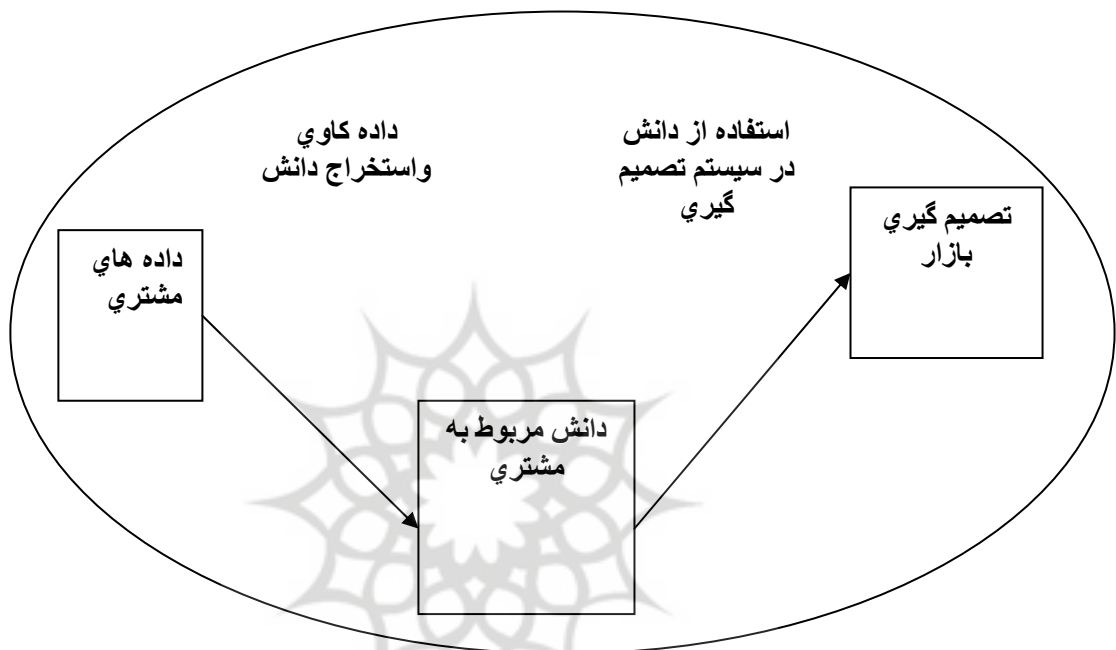 داده كاوي
واستخراج دانش
استفاده از دانش
در سيستم تصميم
گيري
داده هاي
مشتري
دانش مربوط به
مشتري
تصميم گيري
بازار